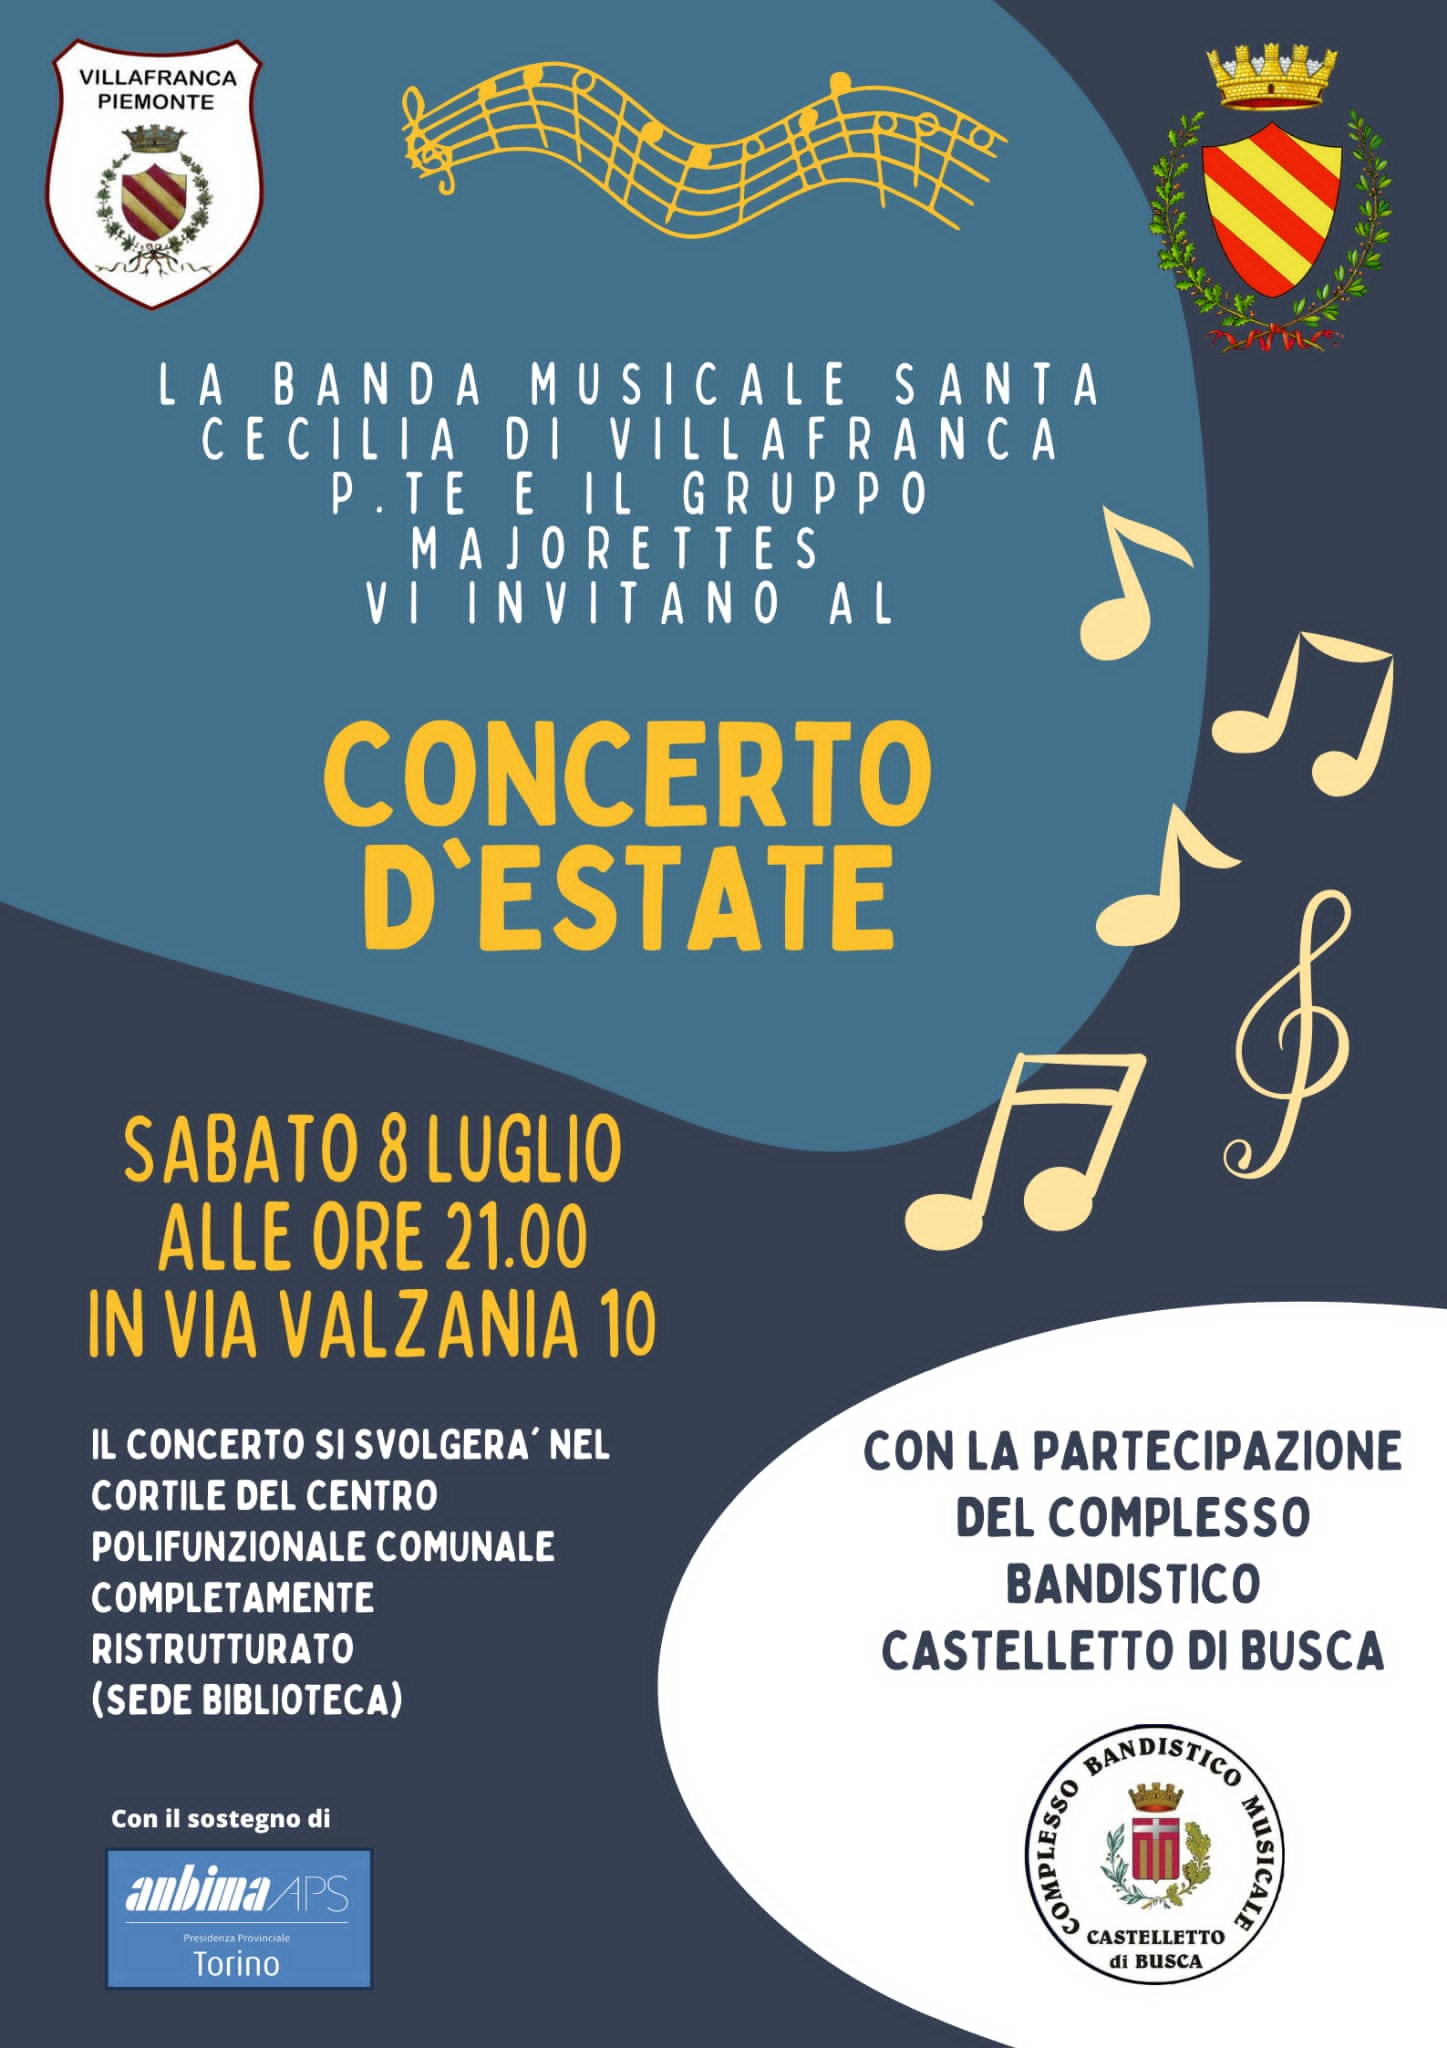 VILLAFRANCA
PIEMONTE
LA BANDA MUSICALE SANTA
CECILIA DI VILLAFRANCA
P.TE E IL GRUPPO
MAJORETTES
VI INVITANO AL
CONCERTO
D`ESTATE
SABATO 8 LUGLIO
ALLE ORE 21.00
IN VIA VALZANIA 10
IL CONCERTO SI SVOLGERA´ NEL
CORTILE DEL CENTRO
POLIFUNZIONALE COMUNALE
COMPLETAMENTE
RISTRUTTURATO
(SEDE BIBLIOTECA)
Con il sostegno di
anbima APS
Presidenza Provinciale
Torino
CON LA PARTECIPAZIONE
DEL COMPLESSO
BANDISTICO
CASTELLETTO DI BUSCA
COMPLESSO BANDISTICO MUSICALE
CASTELLETTO
di BUSCA